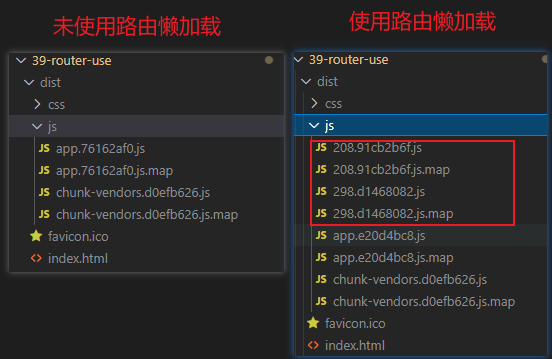 未使用路由懒加载
39-router-use
dist
css
js
JS app.76162af0.js
JS app.76162af0.js.map
JS chunk-vendors.d0efb626.js
JS chunk-vendors.d0efb626.js.map
favicon.ico
<> index.html
使用路由懒加载
39-router-use
dist
css
js
JS 208.91cb2b6f.js
JS 208.91cb2b6f.js.map
JS 298.d1468082.js
JS 298.d1468082.js.map
JS app.e20d4bc8.js
JS app.e20d4bc8.js.map
JS chunk-vendors.d0efb626.js
JS chunk-vendors.d0efb626.js.map
favicon.ico
<> index.html